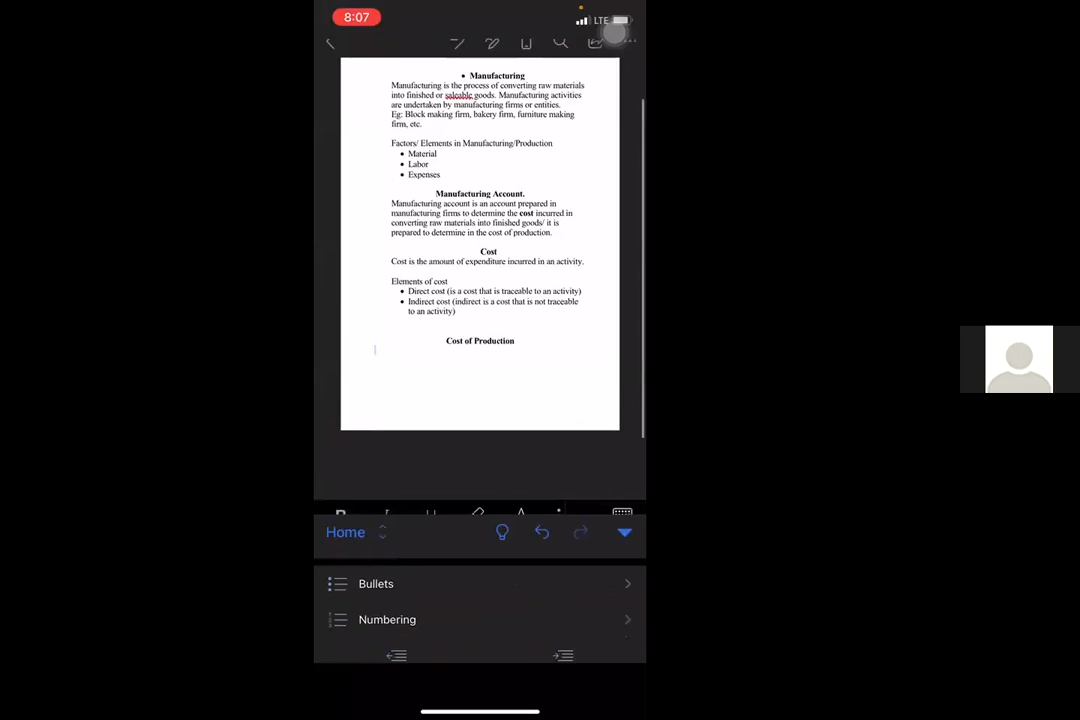 8:07
LTE
• Manufacturing
Manufacturing is the process of converting raw materials
into finished or saleable goods. Manufacturing activities
are undertaken by manufacturing firms or entities.
Eg: Block making firm, bakery firm, furniture making
firm, etc.
Factors/ Elements in Manufacturing/Production
• Material
• Labor
• Expenses
Manufacturing Account.
Manufacturing account is an account prepared in
manufacturing firms to determine the cost incurred in
converting raw materials into finished goods/ it is
prepared to determine in the cost of production.
Cost
Cost is the amount of expenditure incurred in an activity.
Elements of cost
• Direct cost (is a cost that is traceable to an activity)
• Indirect cost (indirect is a cost that is not traceable
to an activity)
Cost of Production
Home
Bullets
Numbering